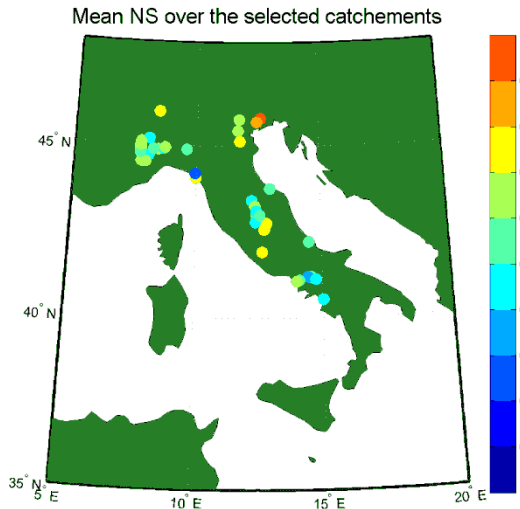 Mean NS over the selected catchements
45° N
40° N
35° N
5° E
10° E
15° E
20° E